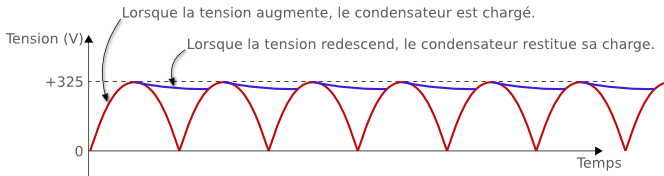 Lorsque la tension augmente, le condensateur est chargé.
Tension (V)
Lorsque la tension redescend, le condensateur restitue sa charge.
+325
0
Temps